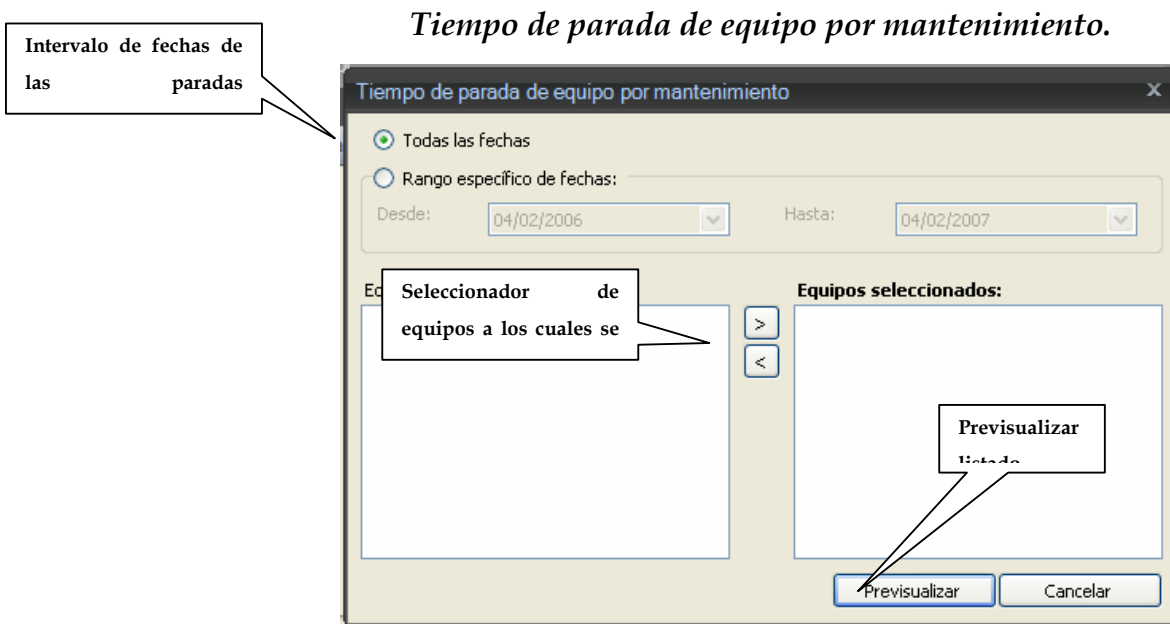 Tiempo de parada de equipo por mantenimiento.
Intervalo de fechas de
las paradas
Tiempo de parada de equipo por mantenimiento x
Todas las fechas
Rango específico de fechas:
Desde: 04/02/2006 Hasta: 04/02/2007
Equipos seleccionados:
Seleccionador de
equipos a los cuales se
>
<
Previsualizar
listado
Previsualizar Cancelar